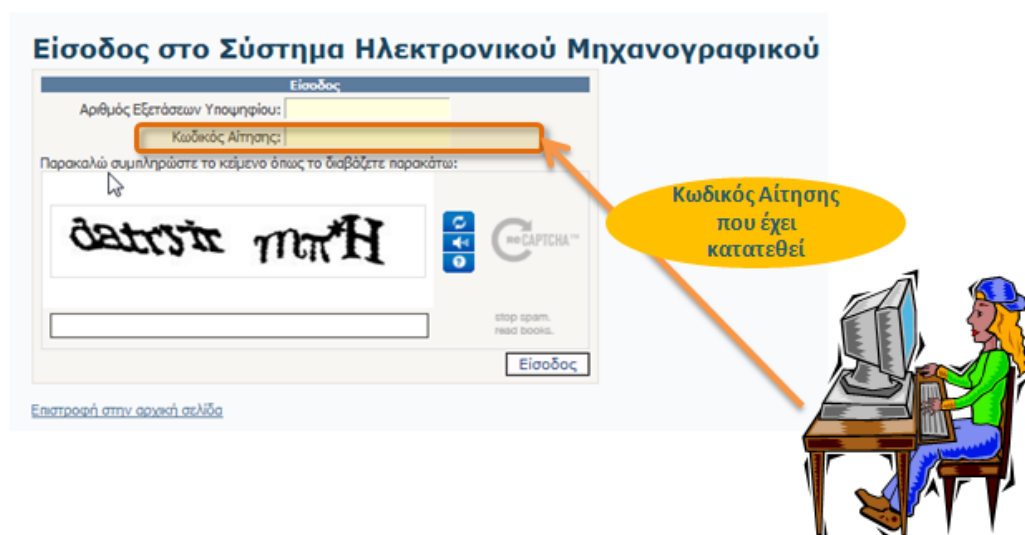 Είσοδος στο Σύστημα Ηλεκτρονικού Μηχανογραφικού
Είσοδος
Αριθμός Εξετάσεων Υποψηφίου:
Κωδικός Αίτησης:
Παρακαλώ συμπληρώστε το κείμενο όπως το διαβάζετε παρακάτω:
reCAPTCHA™
stop spam.
read books.
Είσοδος
Επιστροφή στην αρχική σελίδα
Κωδικός Αίτησης
που έχει
κατατεθεί